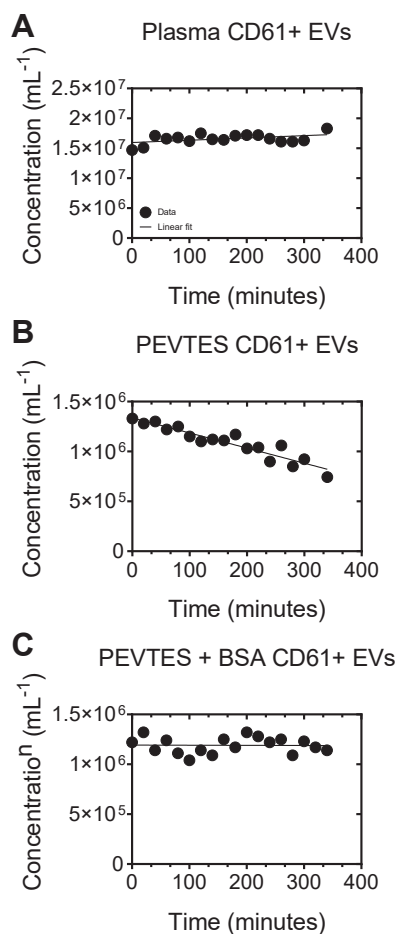 A
Plasma CD61+ EVs
Concentration (mL⁻¹)
2.5×10⁷
2.0×10⁷
1.5×10⁷
1.0×10⁷
5×10⁶
0
Data
Linear fit
0 100 200 300 400
Time (minutes)
B
PEVTES CD61+ EVs
Concentration (mL⁻¹)
1.5×10⁶
1×10⁶
5×10⁵
0
0 100 200 300 400
Time (minutes)
C
PEVTES + BSA CD61+ EVs
Concentratioⁿ (mL⁻¹)
1.5×10⁶
1×10⁶
5×10⁵
0
0 100 200 300 400
Time (minutes)